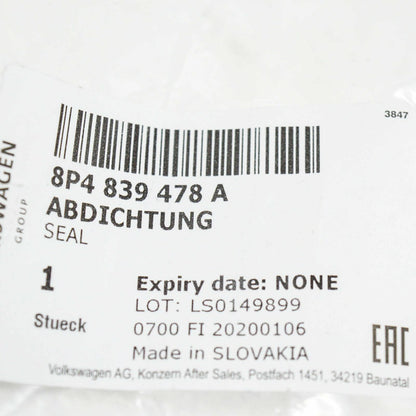 3847
8P4 839 478 A
ABDICHTUNG
SEAL
GROUP
1 Expiry date: NONE
LOT: LS0149899
Stueck 0700 FI 20200106
Made in SLOVAKIA
EAC
Volkswagen AG, Konzern After Sales, Postfach 1451, 34219 Baunatal